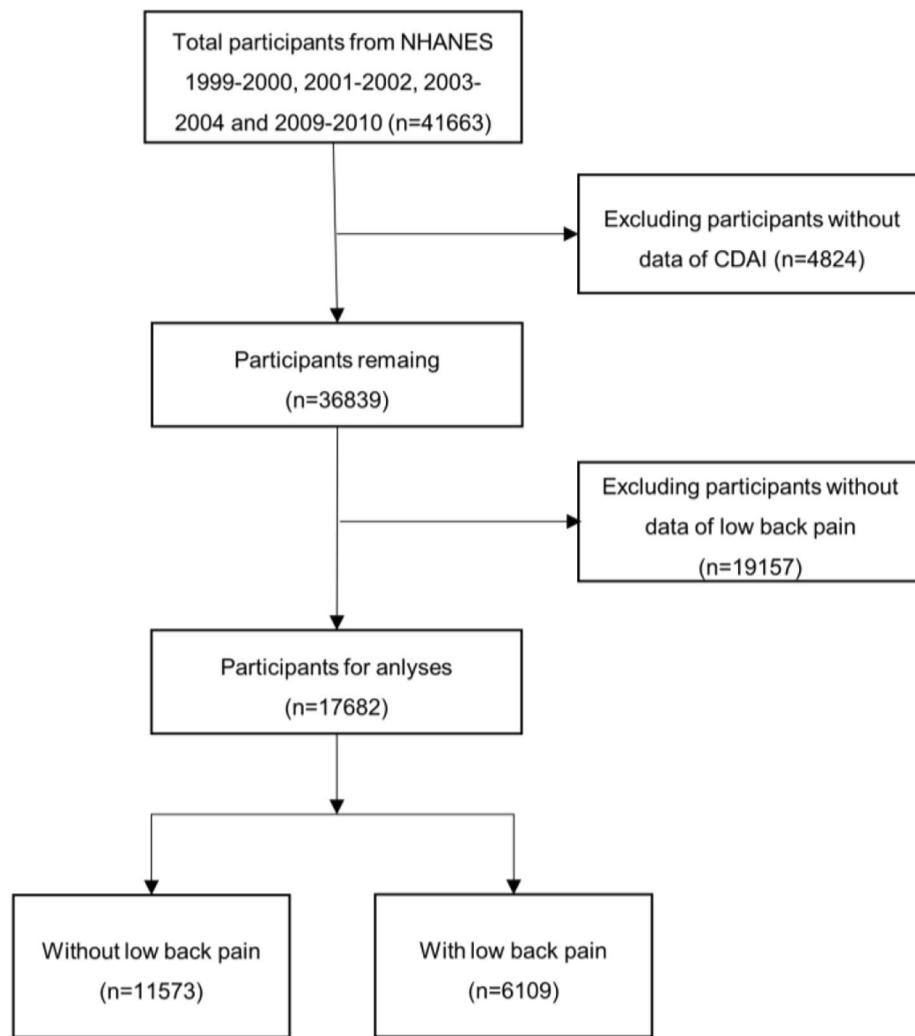 Total participants from NHANES
1999-2000, 2001-2002, 2003-
2004 and 2009-2010 (n=41663)
Excluding participants without
data of CDAI (n=4824)
Participants remaing
(n=36839)
Excluding participants without
data of low back pain
(n=19157)
Participants for anlyses
(n=17682)
Without low back pain
(n=11573)
With low back pain
(n=6109)